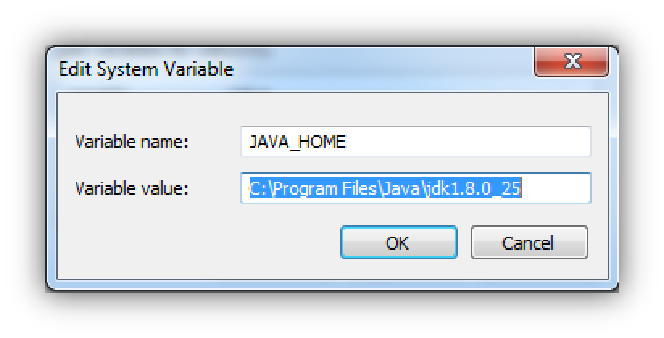 Edit System Variable
Variable name:
JAVA_HOME
Variable value:
C:\Program Files\Java\jdk1.8.0_25
OK
Cancel